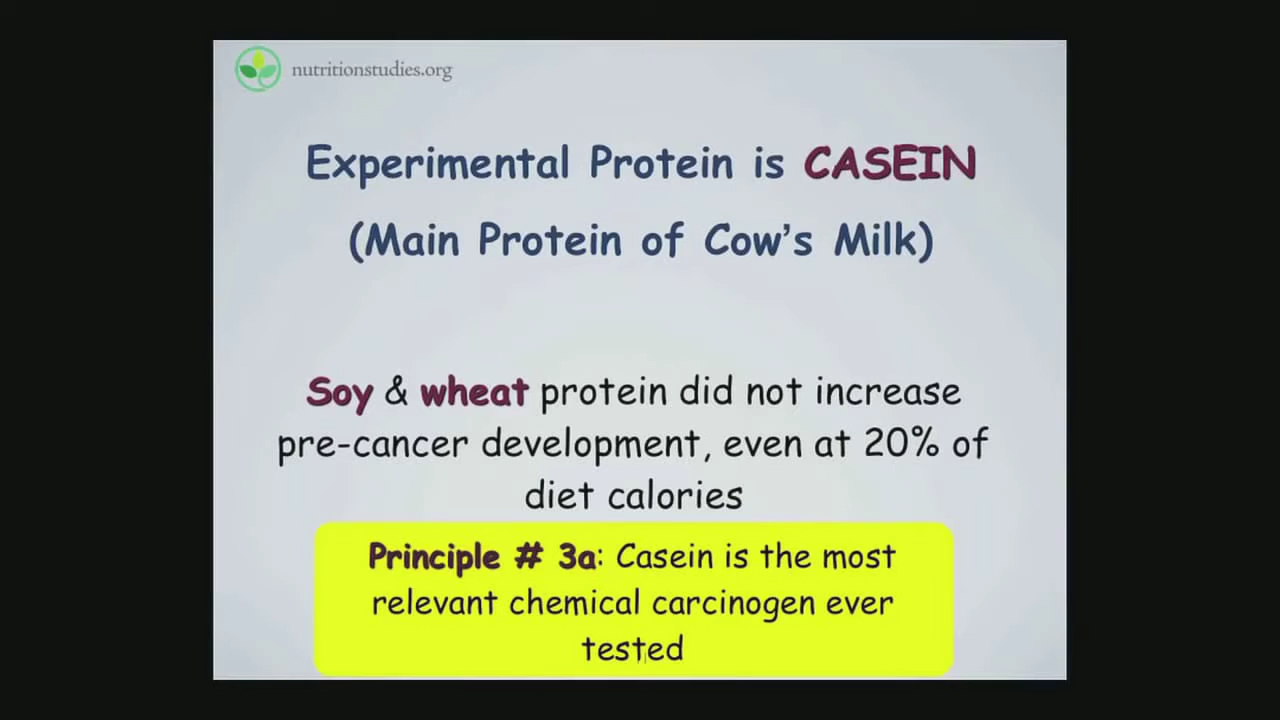 nutritionstudies.org
Experimental Protein is CASEIN
(Main Protein of Cow’s Milk)
Soy & wheat protein did not increase
pre-cancer development, even at 20% of
diet calories
Principle # 3a: Casein is the most
relevant chemical carcinogen ever
tested